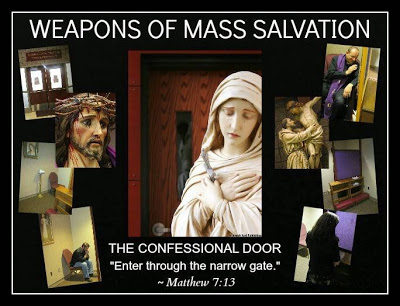 WEAPONS OF MASS SALVATION
THE CONFESSIONAL DOOR
"Enter through the narrow gate."
~ Matthew 7:13